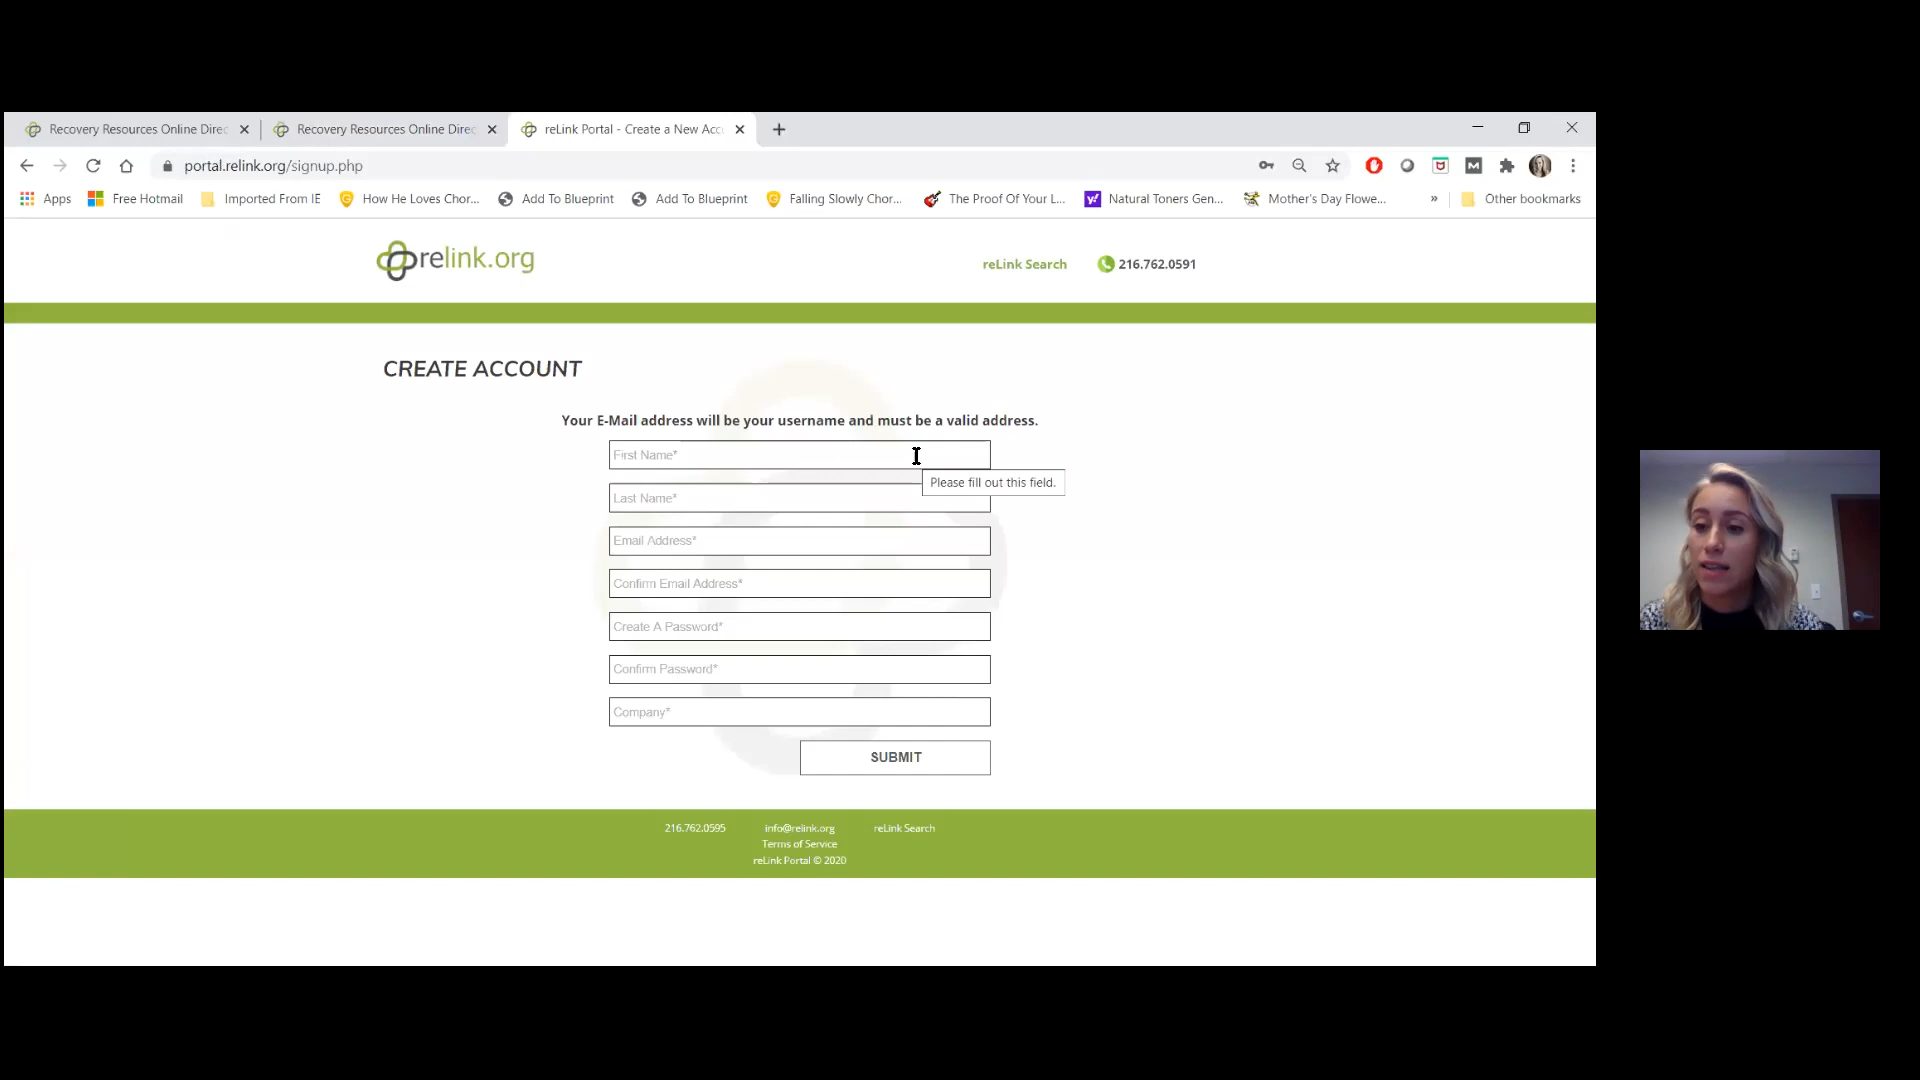 Recovery Resources Online Direc
Recovery Resources Online Direc
reLink Portal - Create a New Acc
portal.relink.org/signup.php
Apps
Free Hotmail
Imported From IE
How He Loves Chor...
Add To Blueprint
Add To Blueprint
Falling Slowly Chor...
The Proof Of Your L...
Natural Toners Gen...
Mother's Day Flowe...
»
Other bookmarks
relink.org
reLink Search
216.762.0591
CREATE ACCOUNT
Your E-Mail address will be your username and must be a valid address.
First Name*
Please fill out this field.
Last Name*
Email Address*
Confirm Email Address*
Create A Password*
Confirm Password*
Company*
SUBMIT
216.762.0595
info@relink.org
reLink Search
Terms of Service
reLink Portal © 2020